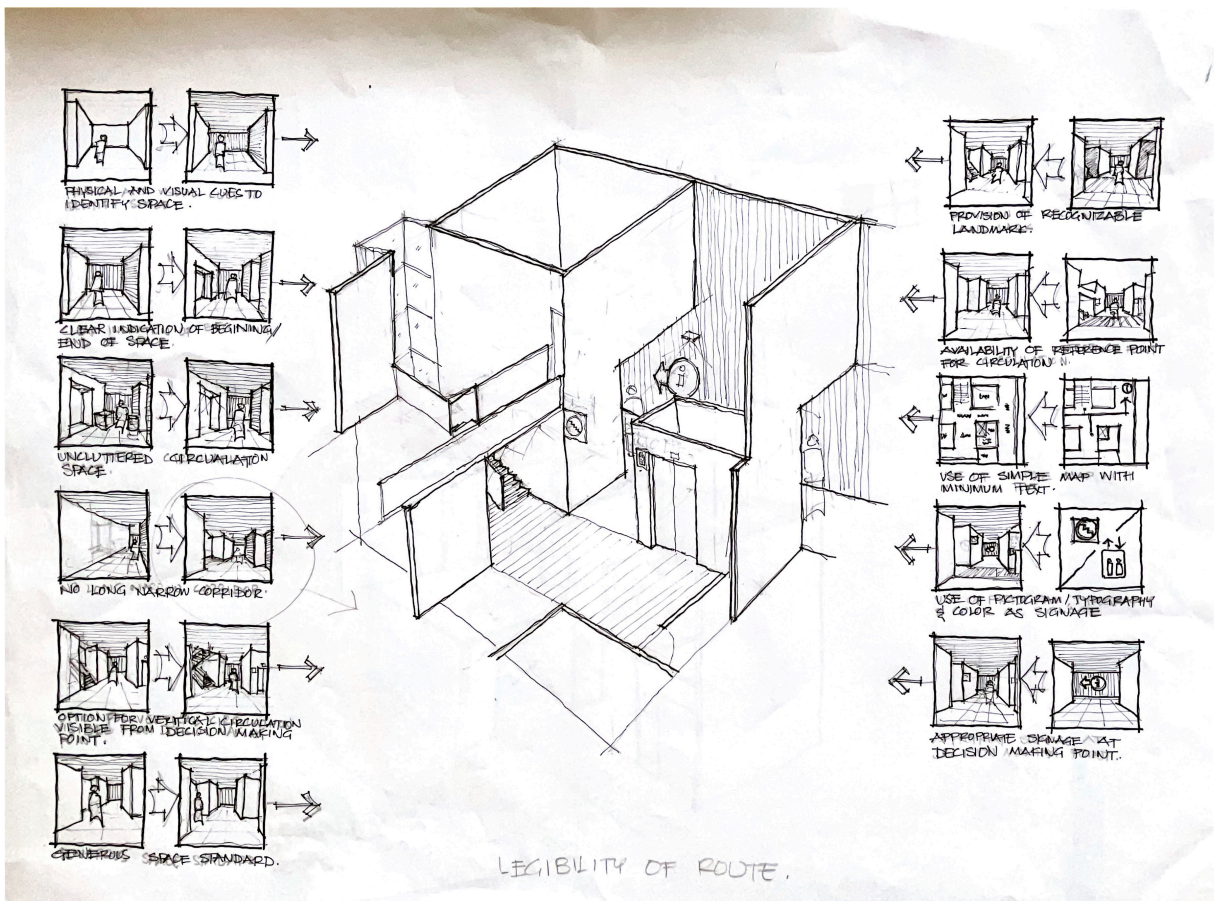 PHYSICAL AND VISUAL CUES TO
IDENTIFY SPACE.
CLEAR INDICATION OF BEGINING/
END OF SPACE.
UNCLUTTERED CIRCUALATION
SPACE.
NO LONG NARROW CORRIDOR.
OPTION FOR VERTICAL CIRCULATION
VISIBLE FROM DECISION MAKING
POINT.
GENEROUS SPACE STANDARD.
PROVISION OF RECOGNIZABLE
LANDMARK.
AVAILABILITY OF REFERENCE POINT
FOR CIRCULATION.
USE OF SIMPLE MAP WITH
MINIMUM TEXT.
USE OF PICTOGRAM/TYPOGRAPHY
& COLOR AS SIGNAGE
APPROPRIATE SIGNAGE AT
DECISION MAKING POINT.
i
LEGIBILITY OF ROUTE.